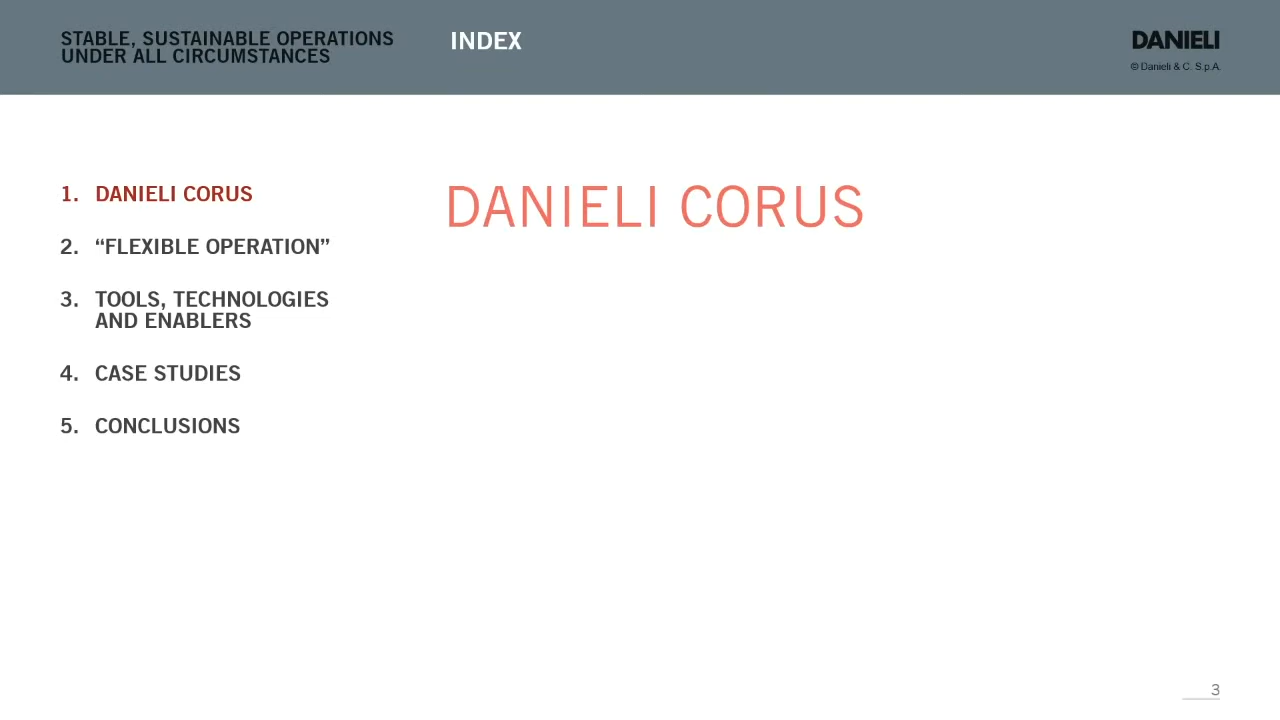 STABLE, SUSTAINABLE OPERATIONS
UNDER ALL CIRCUMSTANCES
INDEX
DANIELI
© Danieli & C. S.p.A.
1. DANIELI CORUS
2. “FLEXIBLE OPERATION”
3. TOOLS, TECHNOLOGIES
AND ENABLERS
4. CASE STUDIES
5. CONCLUSIONS
DANIELI CORUS
3